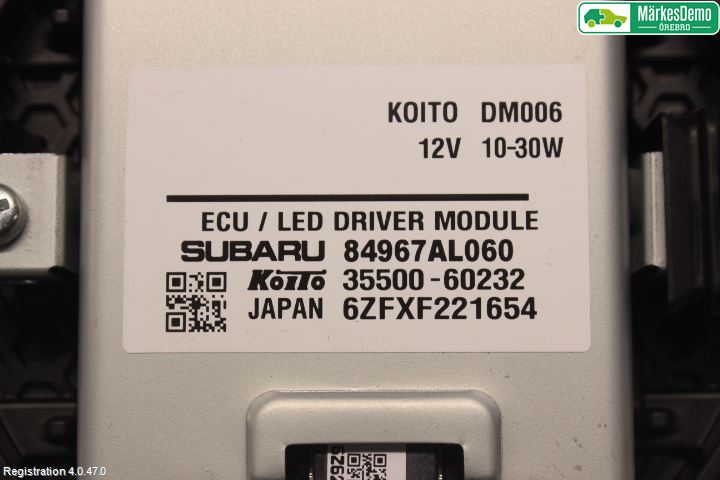 MärkesDemo
ÖREBRO
KOITO DM006
12V 10-30W
ECU / LED DRIVER MODULE
SUBARU 84967AL060
KOITO 35500-60232
JAPAN 6ZFXF221654
Registration 4.0.47.0